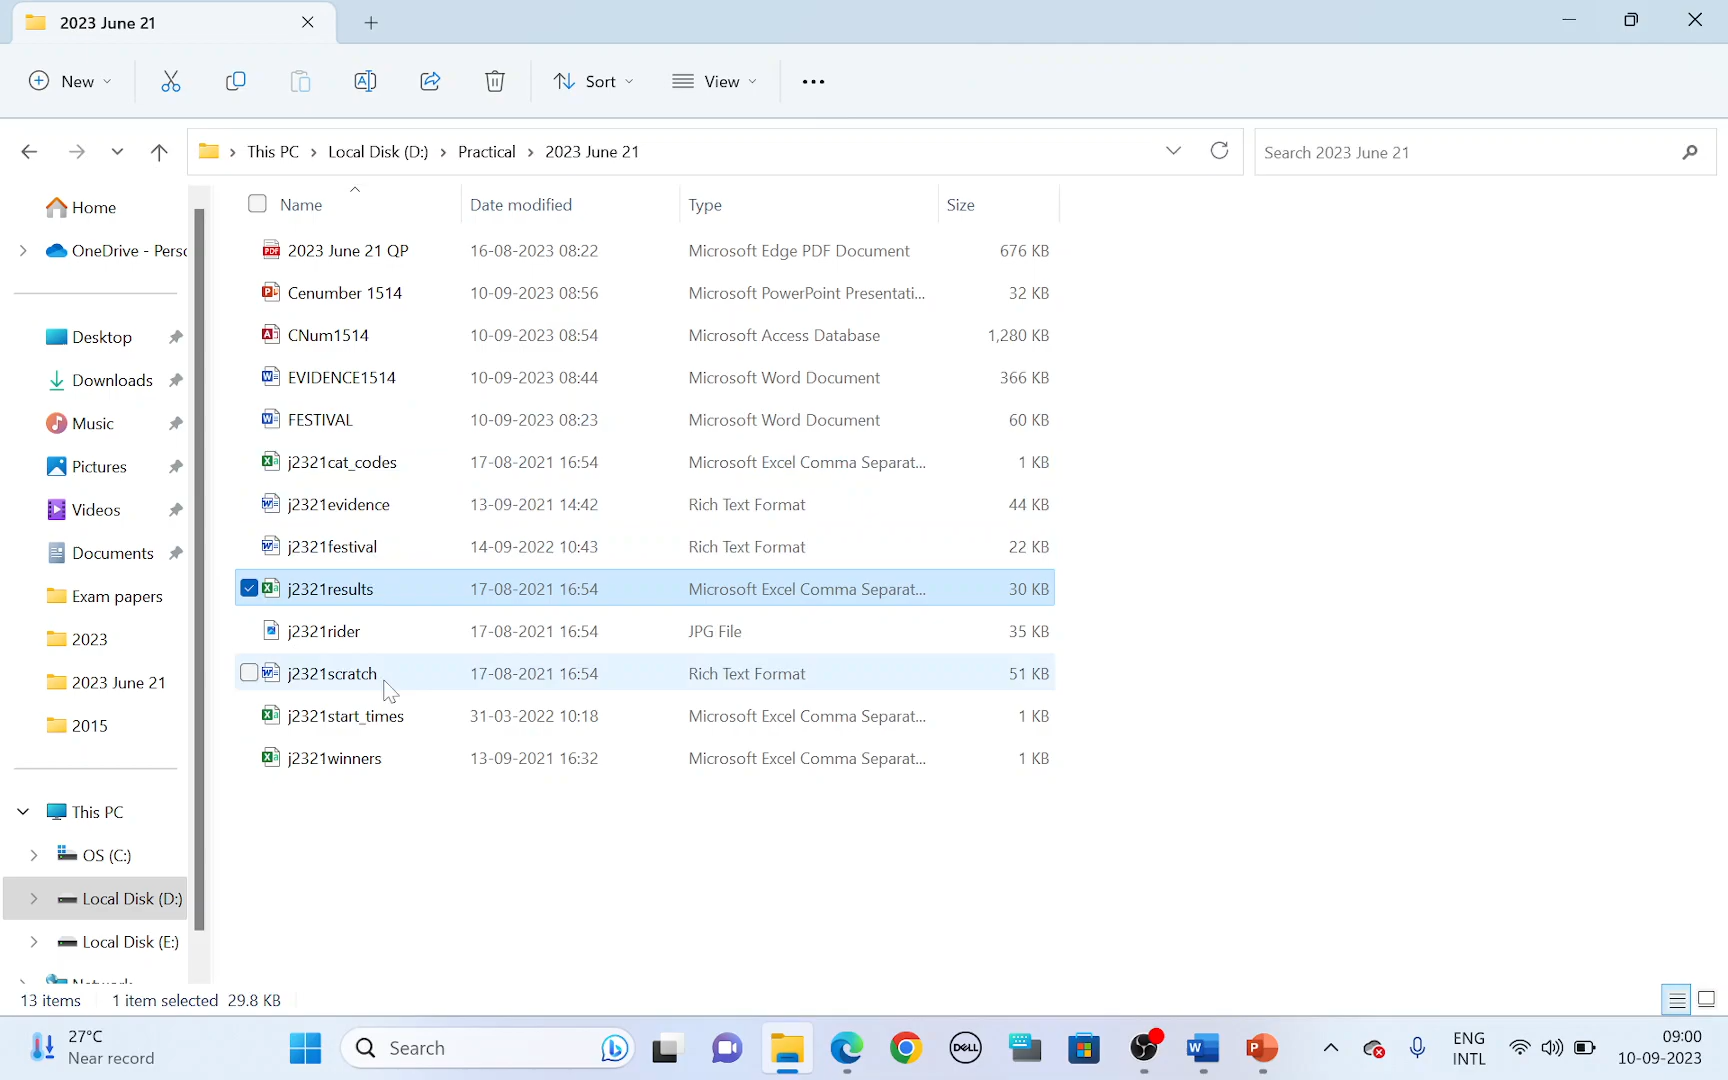 2023 June 21
New
Sort
View
This PC > Local Disk (D:) > Practical > 2023 June 21
Search 2023 June 21
Home
OneDrive - Perso
Desktop
Downloads
Music
Pictures
Videos
Documents
Exam papers
2023
2023 June 21
2015
This PC
OS (C:)
Local Disk (D:)
Local Disk (E:)
Name Date modified Type Size
2023 June 21 QP 16-08-2023 08:22 Microsoft Edge PDF Document 676 KB
Cenumber 1514 10-09-2023 08:56 Microsoft PowerPoint Presentati... 32 KB
CNum1514 10-09-2023 08:54 Microsoft Access Database 1,280 KB
EVIDENCE1514 10-09-2023 08:44 Microsoft Word Document 366 KB
FESTIVAL 10-09-2023 08:23 Microsoft Word Document 60 KB
j2321cat_codes 17-08-2021 16:54 Microsoft Excel Comma Separat... 1 KB
j2321evidence 13-09-2021 14:42 Rich Text Format 44 KB
j2321festival 14-09-2022 10:43 Rich Text Format 22 KB
j2321results 17-08-2021 16:54 Microsoft Excel Comma Separat... 30 KB
j2321rider 17-08-2021 16:54 JPG File 35 KB
j2321scratch 17-08-2021 16:54 Rich Text Format 51 KB
j2321start_times 31-03-2022 10:18 Microsoft Excel Comma Separat... 1 KB
j2321winners 13-09-2021 16:32 Microsoft Excel Comma Separat... 1 KB
13 items 1 item selected 29.8 KB
27°C
Near record
Search
DELL
ENG
INTL
09:00
10-09-2023